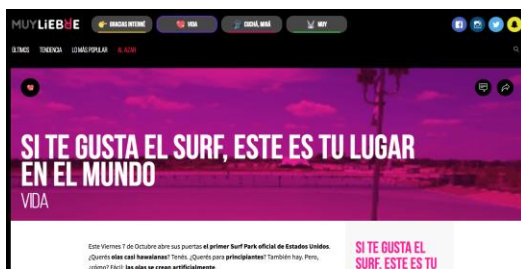 MUYLIEBRE
GRACIAS INTERNÉ
VIDA
CUCHÁ, MIRÁ
MUY
ÚLTIMOS TENDENCIA LO MÁS POPULAR AL AZAR
SI TE GUSTA EL SURF, ESTE ES TU LUGAR
EN EL MUNDO
VIDA
Este Viernes 7 de Octubre abre sus puertas el primer Surf Park oficial de Estados Unidos.
¿Querés olas casi hawaianas? Tenés. ¿Querés para principiantes? También hay. Pero,
¿cómo? Fácil: las olas se crean artificialmente.
SI TE GUSTA EL
SURF, ESTE ES TU